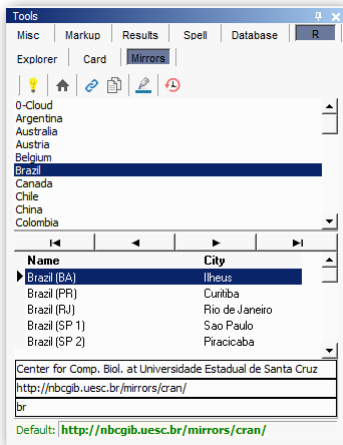 Tools
Misc Markup Results Spell Database R
Explorer Card Mirrors
0-Cloud
Argentina
Australia
Austria
Belgium
Brazil
Canada
Chile
China
Colombia
Name City
Brazil (BA) Ilheus
Brazil (PR) Curitiba
Brazil (RJ) Rio de Janeiro
Brazil (SP 1) Sao Paulo
Brazil (SP 2) Piracicaba
Center for Comp. Biol. at Universidade Estadual de Santa Cruz
http://nbcgib.uesc.br/mirrors/cran/
br
Default: http://nbcgib.uesc.br/mirrors/cran/